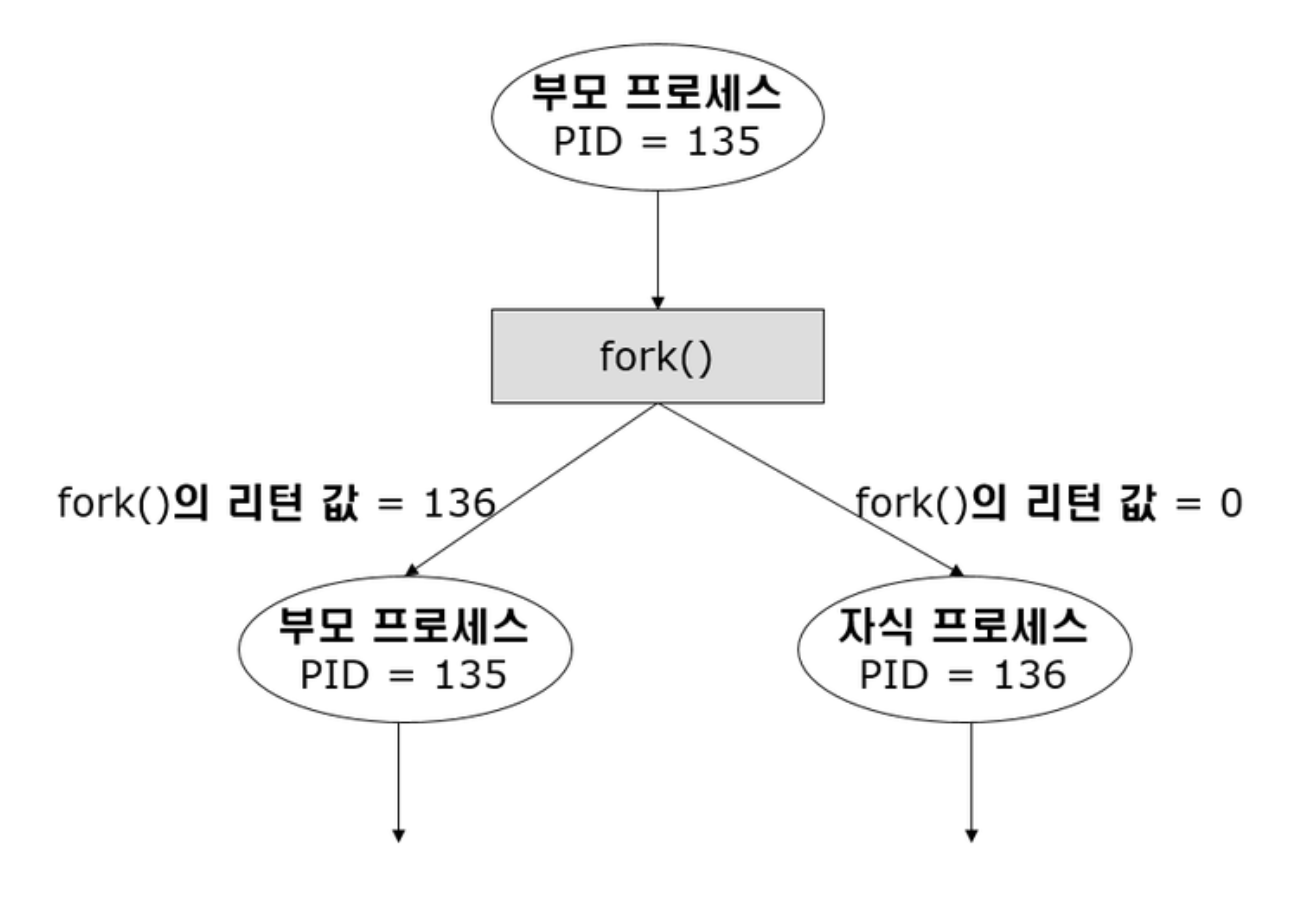 부모 프로세스
PID = 135
fork()
fork()의 리턴 값 = 136
fork()의 리턴 값 = 0
부모 프로세스
PID = 135
자식 프로세스
PID = 136